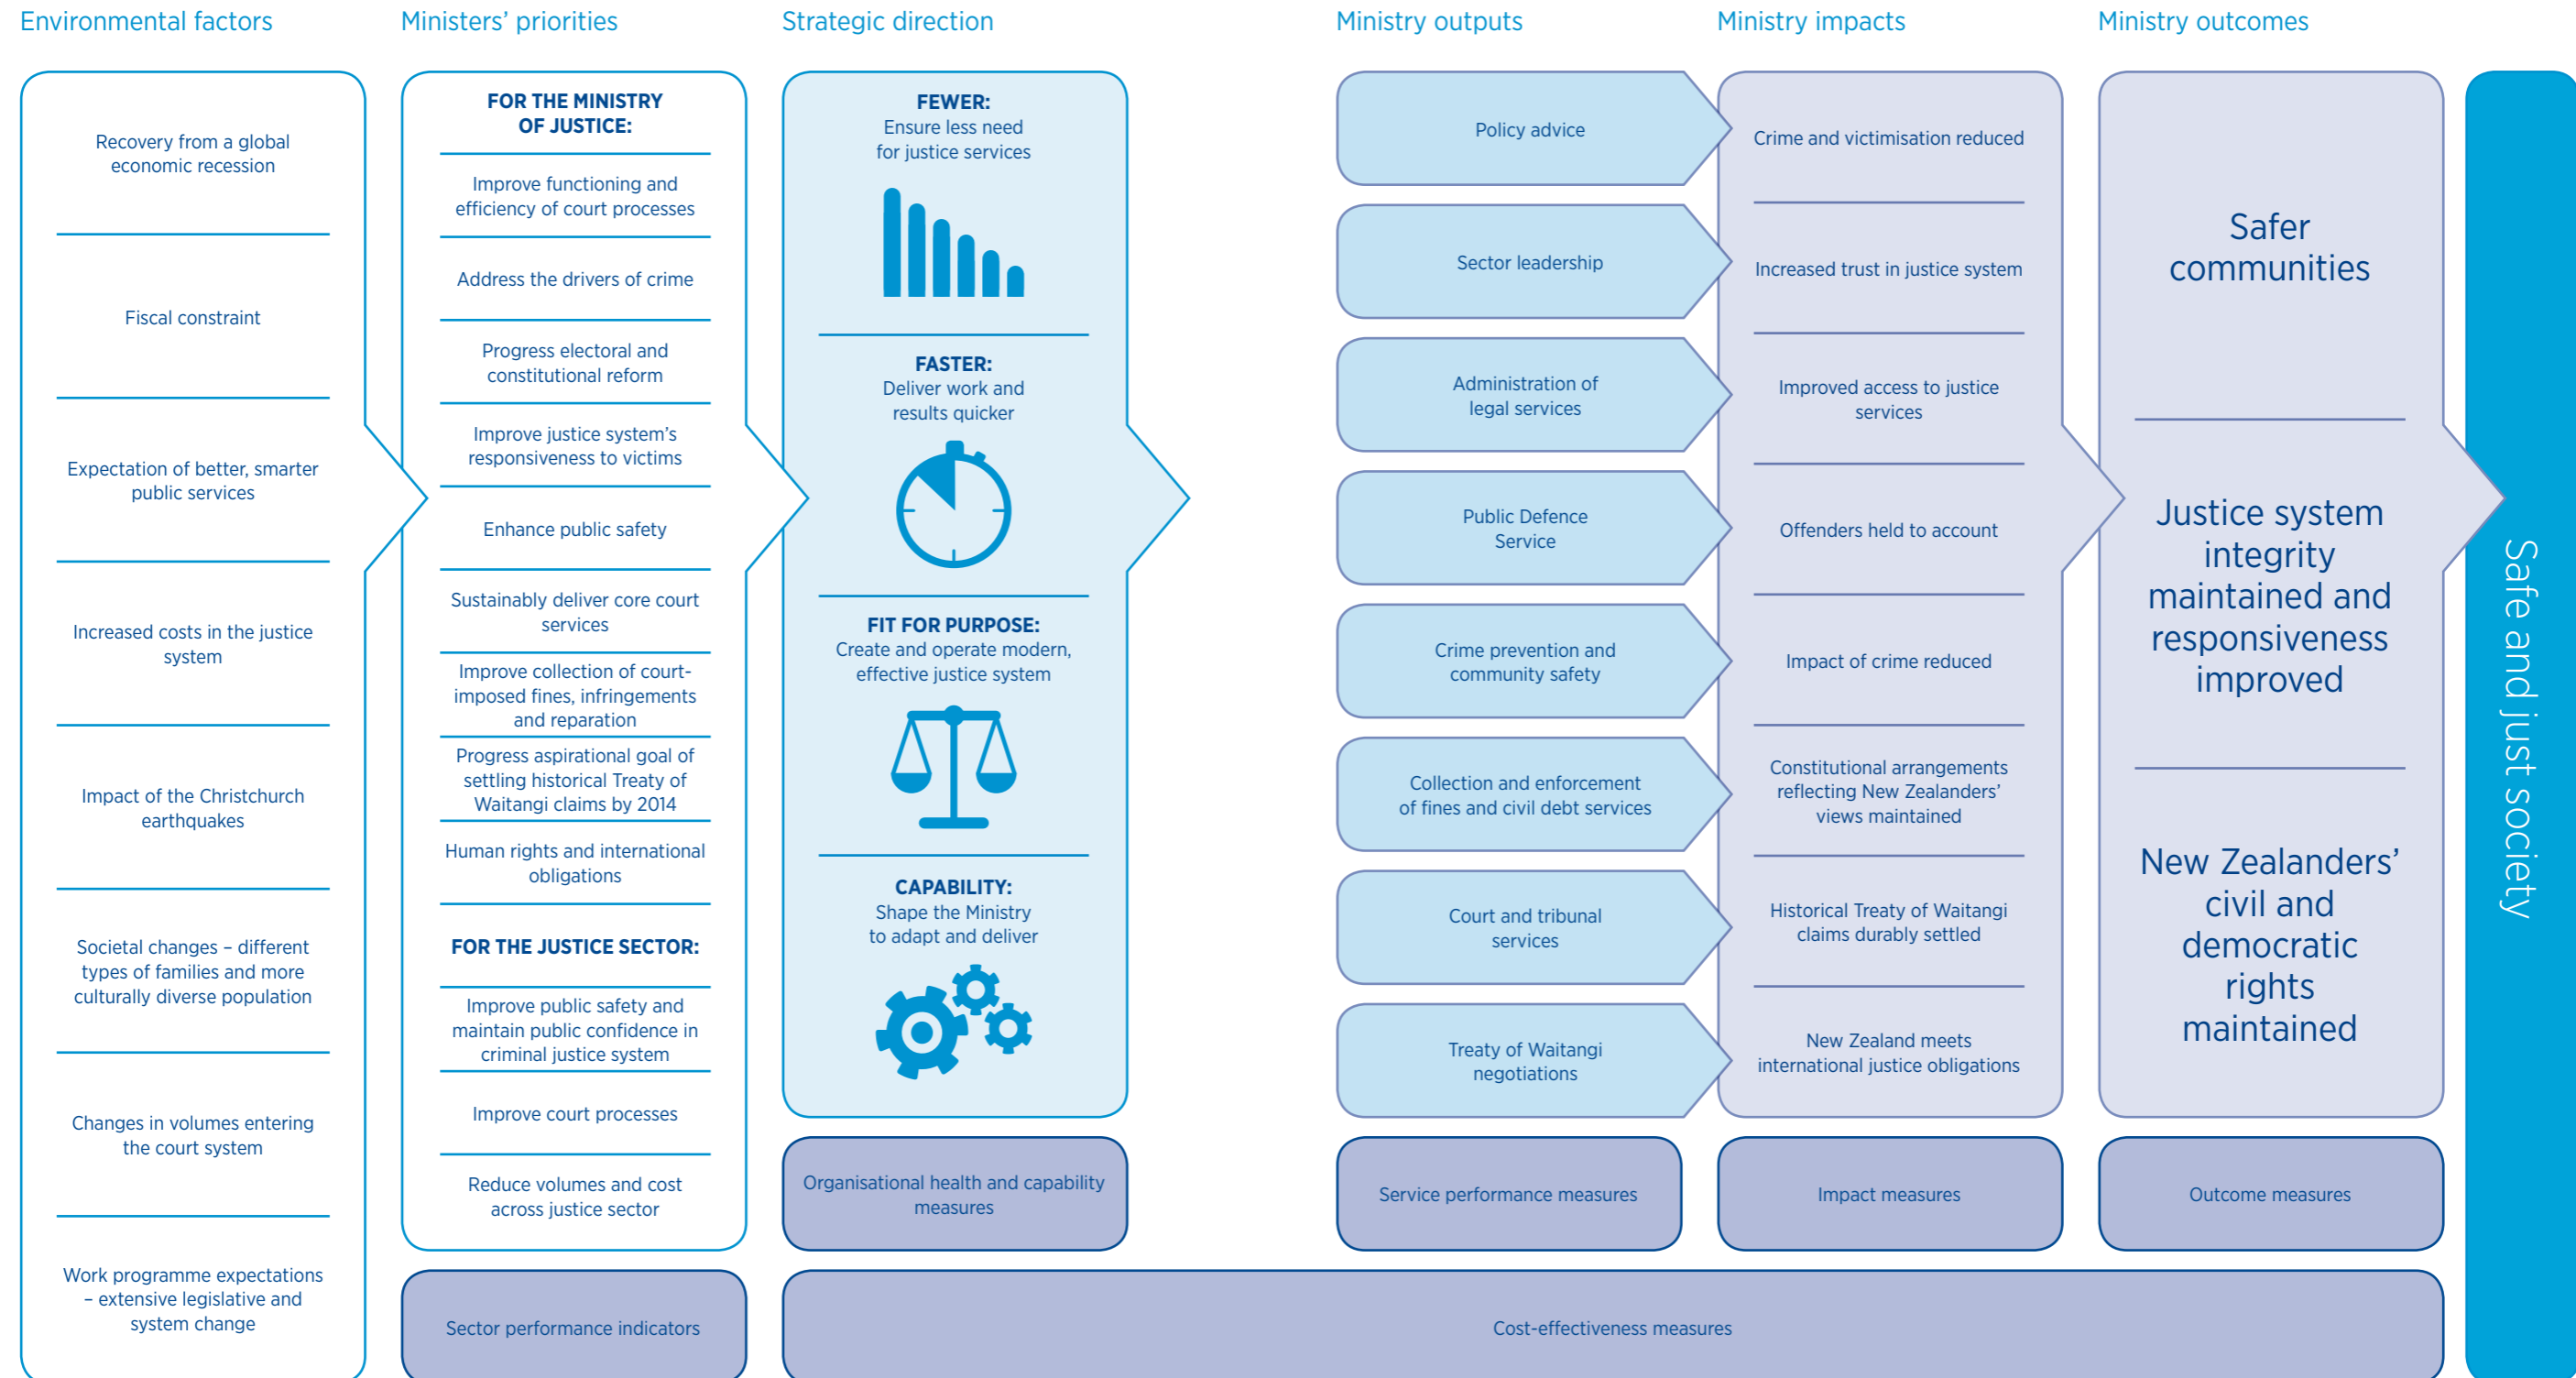 Environmental factors
Recovery from a global
economic recession
Fiscal constraint
Expectation of better, smarter
public services
Increased costs in the justice
system
Impact of the Christchurch
earthquakes
Societal changes – different
types of families and more
culturally diverse population
Changes in volumes entering
the court system
Work programme expectations
– extensive legislative and
system change
Ministers’ priorities
FOR THE MINISTRY
OF JUSTICE:
Improve functioning and
efficiency of court processes
Address the drivers of crime
Progress electoral and
constitutional reform
Improve justice system’s
responsiveness to victims
Enhance public safety
Sustainably deliver core court
services
Improve collection of court-
imposed fines, infringements
and reparation
Progress aspirational goal of
settling historical Treaty of
Waitangi claims by 2014
Human rights and international
obligations
FOR THE JUSTICE SECTOR:
Improve public safety and
maintain public confidence in
criminal justice system
Improve court processes
Reduce volumes and cost
across justice sector
Sector performance indicators
Strategic direction
FEWER:
Ensure less need
for justice services
FASTER:
Deliver work and
results quicker
FIT FOR PURPOSE:
Create and operate modern,
effective justice system
CAPABILITY:
Shape the Ministry
to adapt and deliver
Organisational health and capability
measures
Ministry outputs
Policy advice
Sector leadership
Administration of
legal services
Public Defence
Service
Crime prevention and
community safety
Collection and enforcement
of fines and civil debt services
Court and tribunal
services
Treaty of Waitangi
negotiations
Service performance measures
Ministry impacts
Crime and victimisation reduced
Increased trust in justice system
Improved access to justice
services
Offenders held to account
Impact of crime reduced
Constitutional arrangements
reflecting New Zealanders’
views maintained
Historical Treaty of Waitangi
claims durably settled
New Zealand meets
international justice obligations
Impact measures
Ministry outcomes
Safer
communities
Justice system
integrity
maintained and
responsiveness
improved
New Zealanders’
civil and
democratic
rights
maintained
Outcome measures
Cost-effectiveness measures
Safe and just society